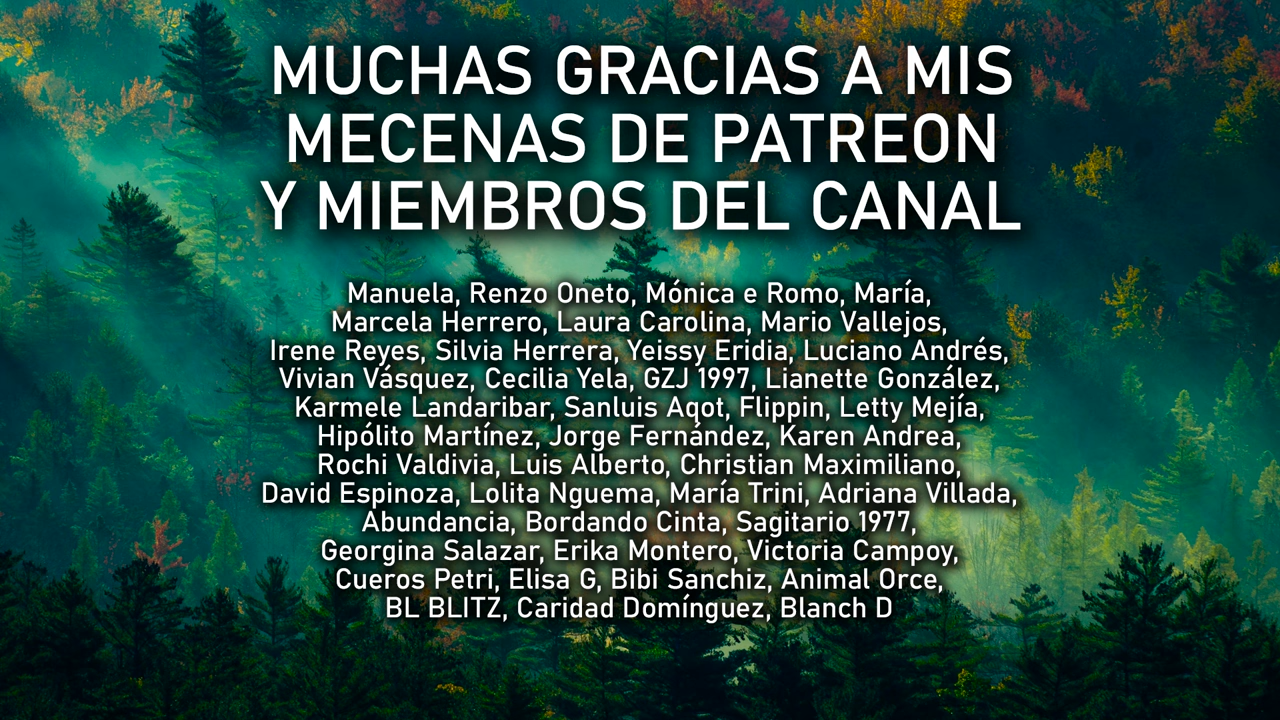 MUCHAS GRACIAS A MIS
MECENAS DE PATREON
Y MIEMBROS DEL CANAL
Manuela, Renzo Oneto, Mónica e Romo, María,
Marcela Herrero, Laura Carolina, Mario Vallejos,
Irene Reyes, Silvia Herrera, Yeissy Eridia, Luciano Andrés,
Vivian Vásquez, Cecilia Yela, GZJ 1997, Lianette González,
Karmele Landaribar, Sanluis Aqot, Flippin, Letty Mejía,
Hipólito Martínez, Jorge Fernández, Karen Andrea,
Rochi Valdivia, Luis Alberto, Christian Maximiliano,
David Espinoza, Lolita Nguema, María Trini, Adriana Villada,
Abundancia, Bordando Cinta, Sagitario 1977,
Georgina Salazar, Erika Montero, Victoria Campoy,
Cueros Petri, Elisa G, Bibi Sanchiz, Animal Orce,
BL BLITZ, Caridad Domínguez, Blanch D